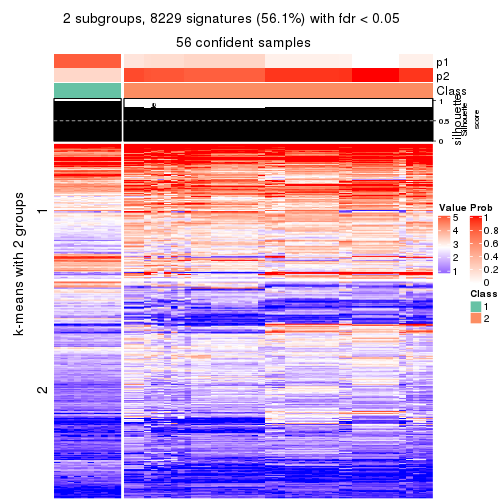 2 subgroups, 8229 signatures (56.1%) with fdr < 0.05
56 confident samples
p1
p2
Class
1
0.5
0
silhouette
Silhouette
score
k-means with 2 groups
1
2
Value
5
4
3
2
1
Prob
1
0.8
0.6
0.4
0.2
0
Class
1
2